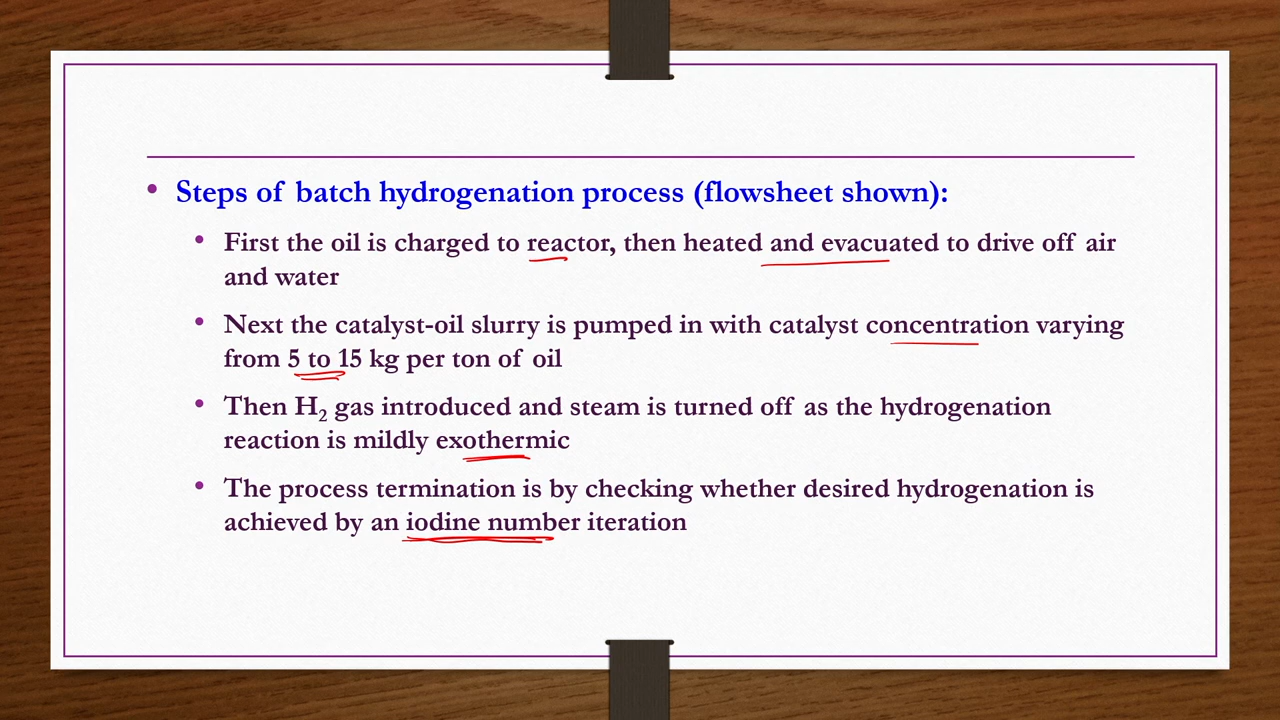 • Steps of batch hydrogenation process (flowsheet shown):
• First the oil is charged to reactor, then heated and evacuated to drive off air
and water
• Next the catalyst-oil slurry is pumped in with catalyst concentration varying
from 5 to 15 kg per ton of oil
• Then H₂ gas introduced and steam is turned off as the hydrogenation
reaction is mildly exothermic
• The process termination is by checking whether desired hydrogenation is
achieved by an iodine number iteration